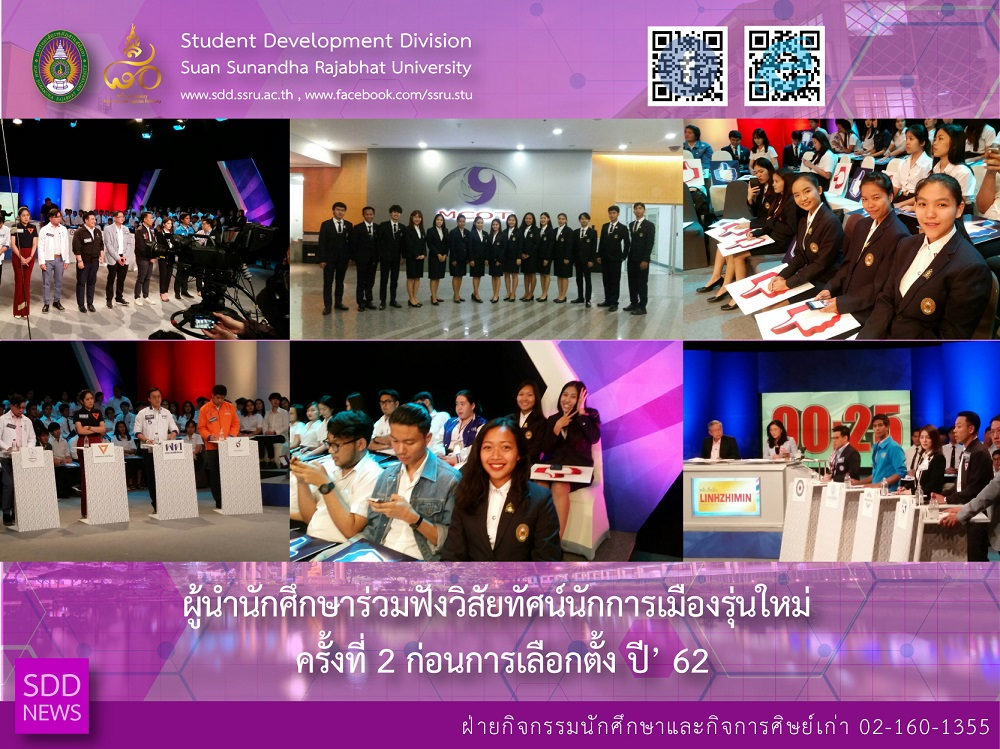 Student Development Division
Suan Sunandha Rajabhat University
www.sdd.ssru.ac.th , www.facebook.com/ssru.stu
MCOT
00:25
LINHZHIMIN
ผู้นำนักศึกษาร่วมฟังวิสัยทัศน์นักการเมืองรุ่นใหม่
ครั้งที่ 2 ก่อนการเลือกตั้ง ปี' 62
SDD
NEWS
ฝ่ายกิจกรรมนักศึกษาและกิจการศิษย์เก่า 02-160-1355